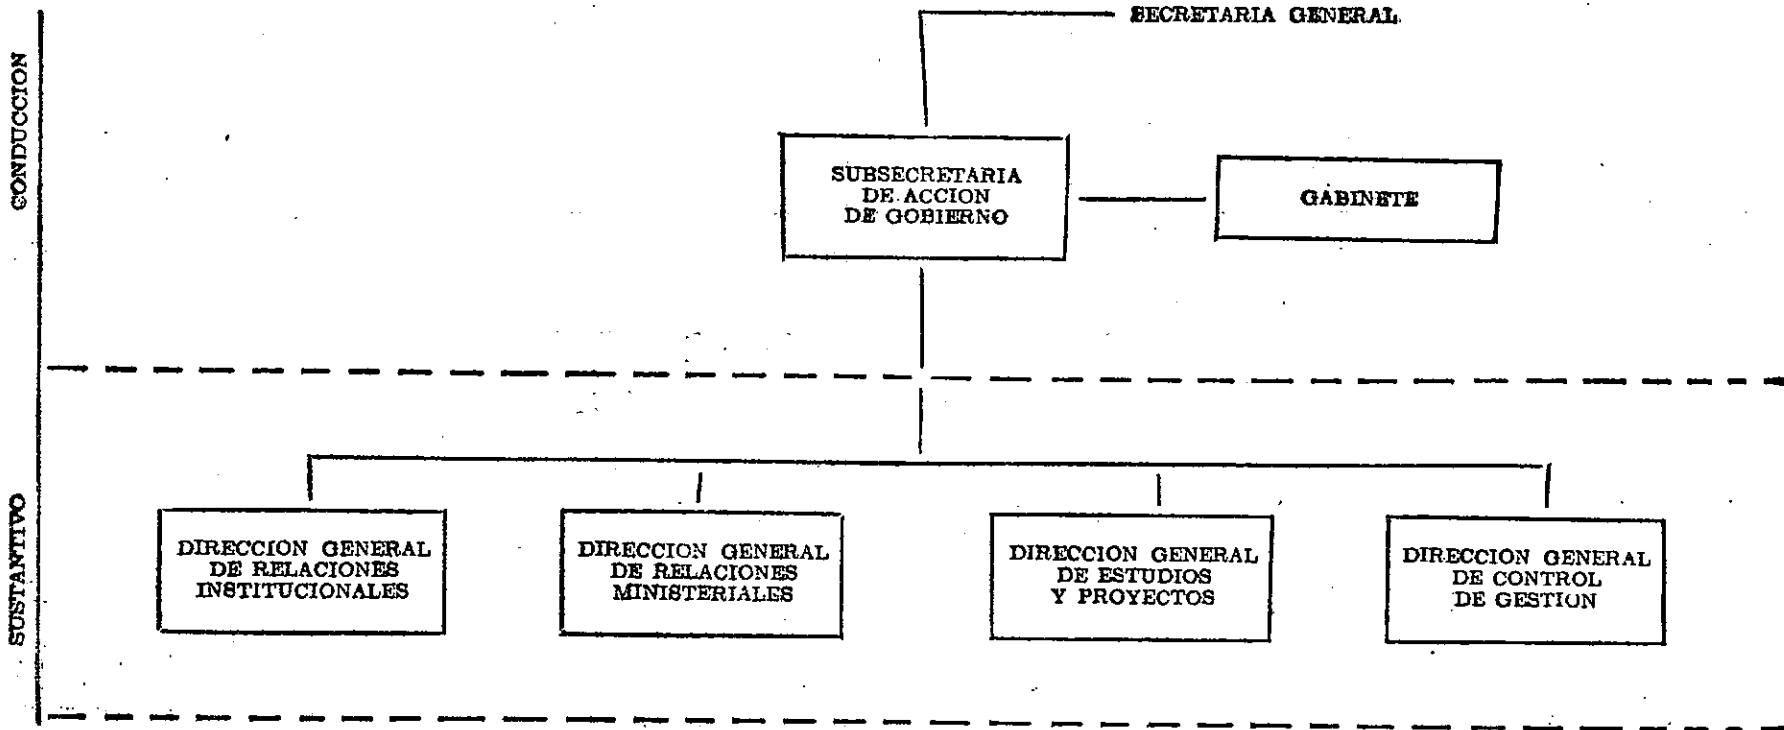 SECRETARIA GENERAL
CONDUCCION
SUBSECRETARIA
DE ACCION
DE GOBIERNO
GABINETE
SUSTANTIVO
DIRECCION GENERAL
DE RELACIONES
INSTITUCIONALES
DIRECCION GENERAL
DE RELACIONES
MINISTERIALES
DIRECCION GENERAL
DE ESTUDIOS
Y PROYECTOS
DIRECCION GENERAL
DE CONTROL
DE GESTION